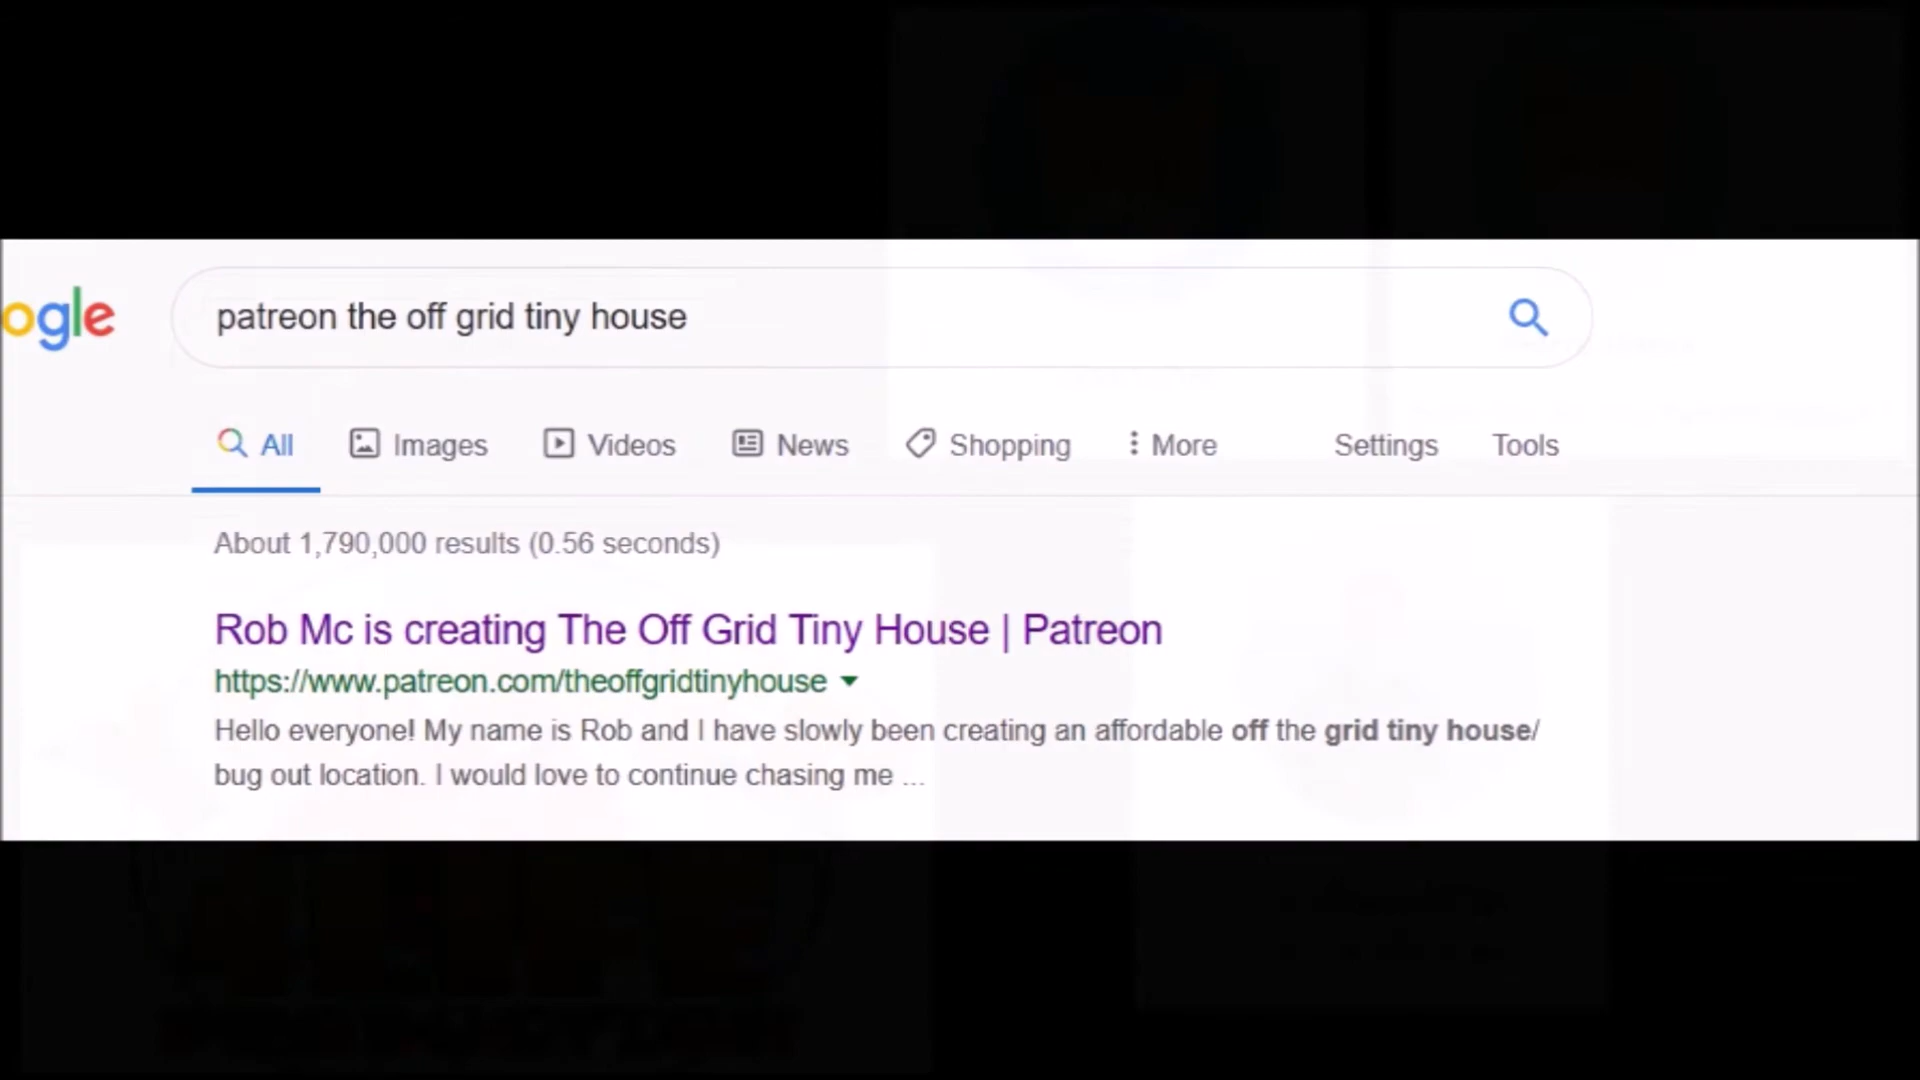 ogle
patreon the off grid tiny house
All Images Videos News Shopping More Settings Tools
About 1,790,000 results (0.56 seconds)
Rob Mc is creating The Off Grid Tiny House | Patreon
https://www.patreon.com/theoffgridtinyhouse
Hello everyone! My name is Rob and I have slowly been creating an affordable off the grid tiny house/
bug out location. I would love to continue chasing me ...